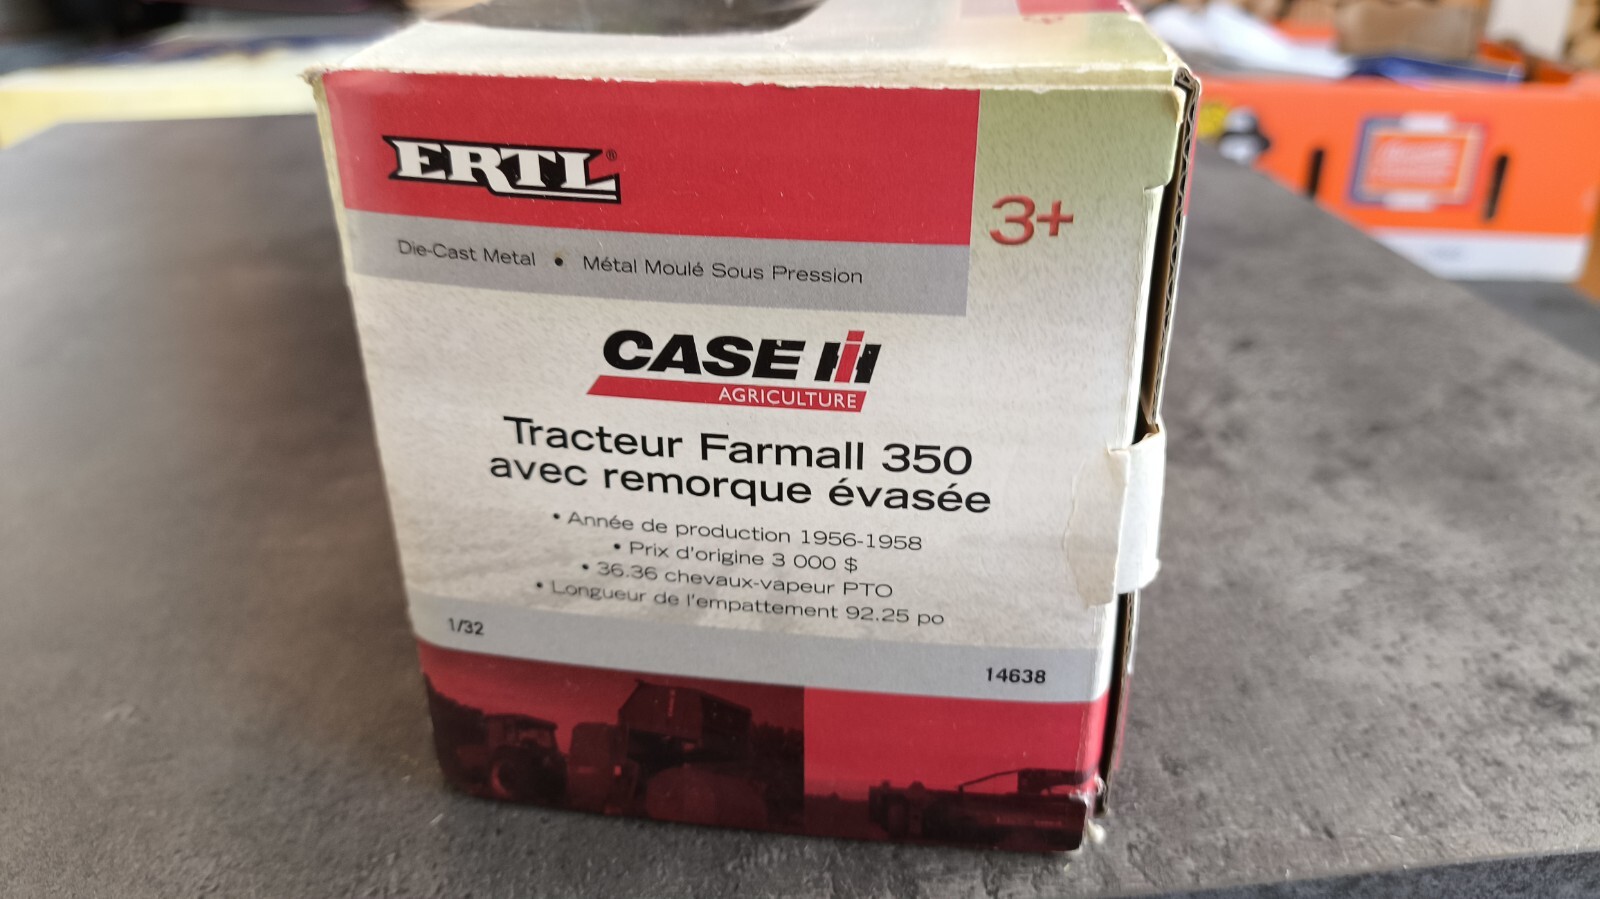 ERTL®
3+
Die-Cast Metal • Métal Moulé Sous Pression
CASE IH
AGRICULTURE
Tracteur Farmall 350
avec remorque évasée
• Année de production 1956-1958
• Prix d'origine 3 000 $
• 36.36 chevaux-vapeur PTO
• Longueur de l'empattement 92.25 po
1/32
14638